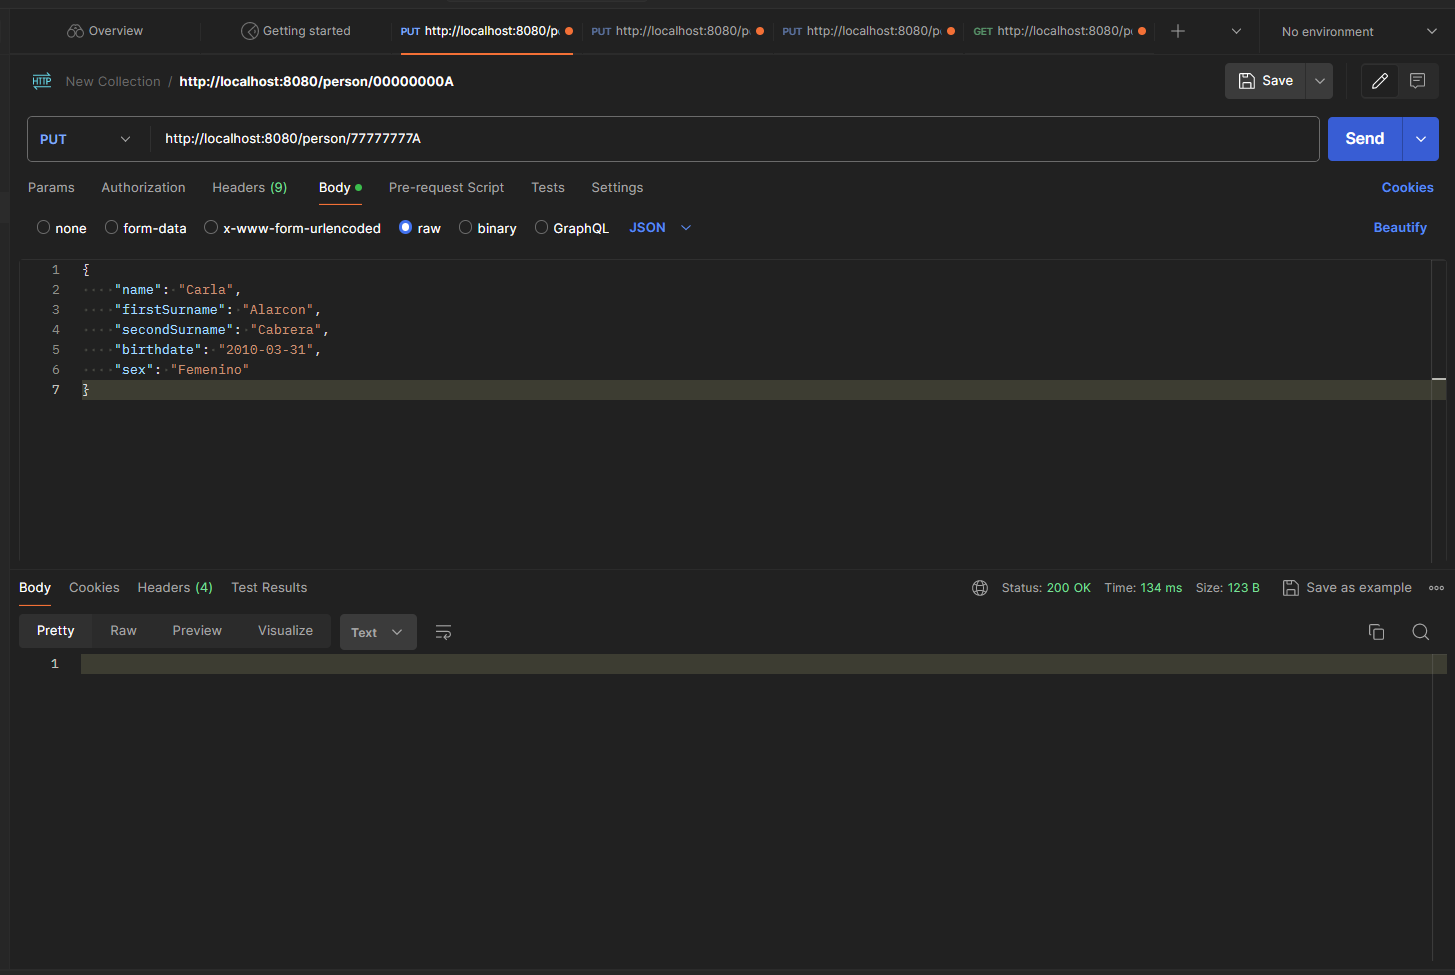 Overview
Getting started
PUT http://localhost:8080/p
PUT http://localhost:8080/p
PUT http://localhost:8080/p
GET http://localhost:8080/p
No environment
HTTP New Collection / http://localhost:8080/person/00000000A
Save
PUT http://localhost:8080/person/77777777A
Send
Params Authorization Headers (9) Body Pre-request Script Tests Settings Cookies
none form-data x-www-form-urlencoded raw binary GraphQL JSON Beautify
1 {
2 "name": "Carla",
3 "firstSurname": "Alarcon",
4 "secondSurname": "Cabrera",
5 "birthdate": "2010-03-31",
6 "sex": "Femenino"
7 }
Body Cookies Headers (4) Test Results Status: 200 OK Time: 134 ms Size: 123 B Save as example
Pretty Raw Preview Visualize Text
1